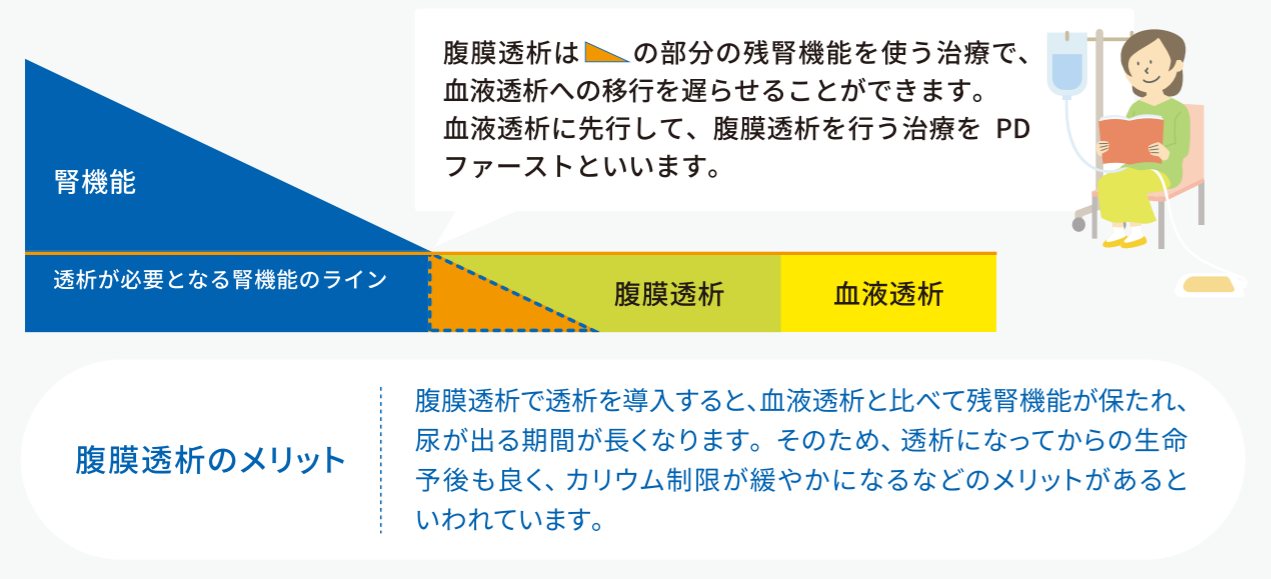 腹膜透析は の部分の残腎機能を使う治療で、
血液透析への移行を遅らせることができます。
血液透析に先行して、腹膜透析を行う治療を PD
ファーストといいます。
腎機能
透析が必要となる腎機能のライン
腹膜透析
血液透析
腹膜透析のメリット
腹膜透析で透析を導入すると、血液透析と比べて残腎機能が保たれ、
尿が出る期間が長くなります。そのため、透析になってからの生命
予後も良く、カリウム制限が緩やかになるなどのメリットがあると
いわれています。